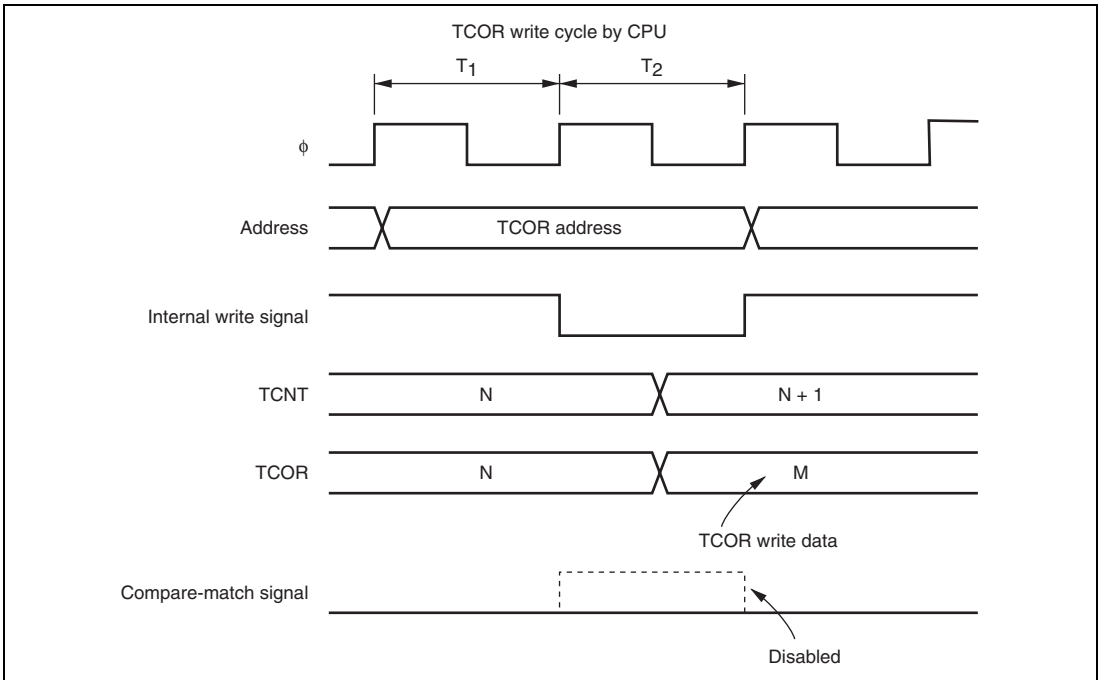 TCOR write cycle by CPU
T1 T2
φ
Address TCOR address
Internal write signal
TCNT N N + 1
TCOR N M
TCOR write data
Compare-match signal
Disabled